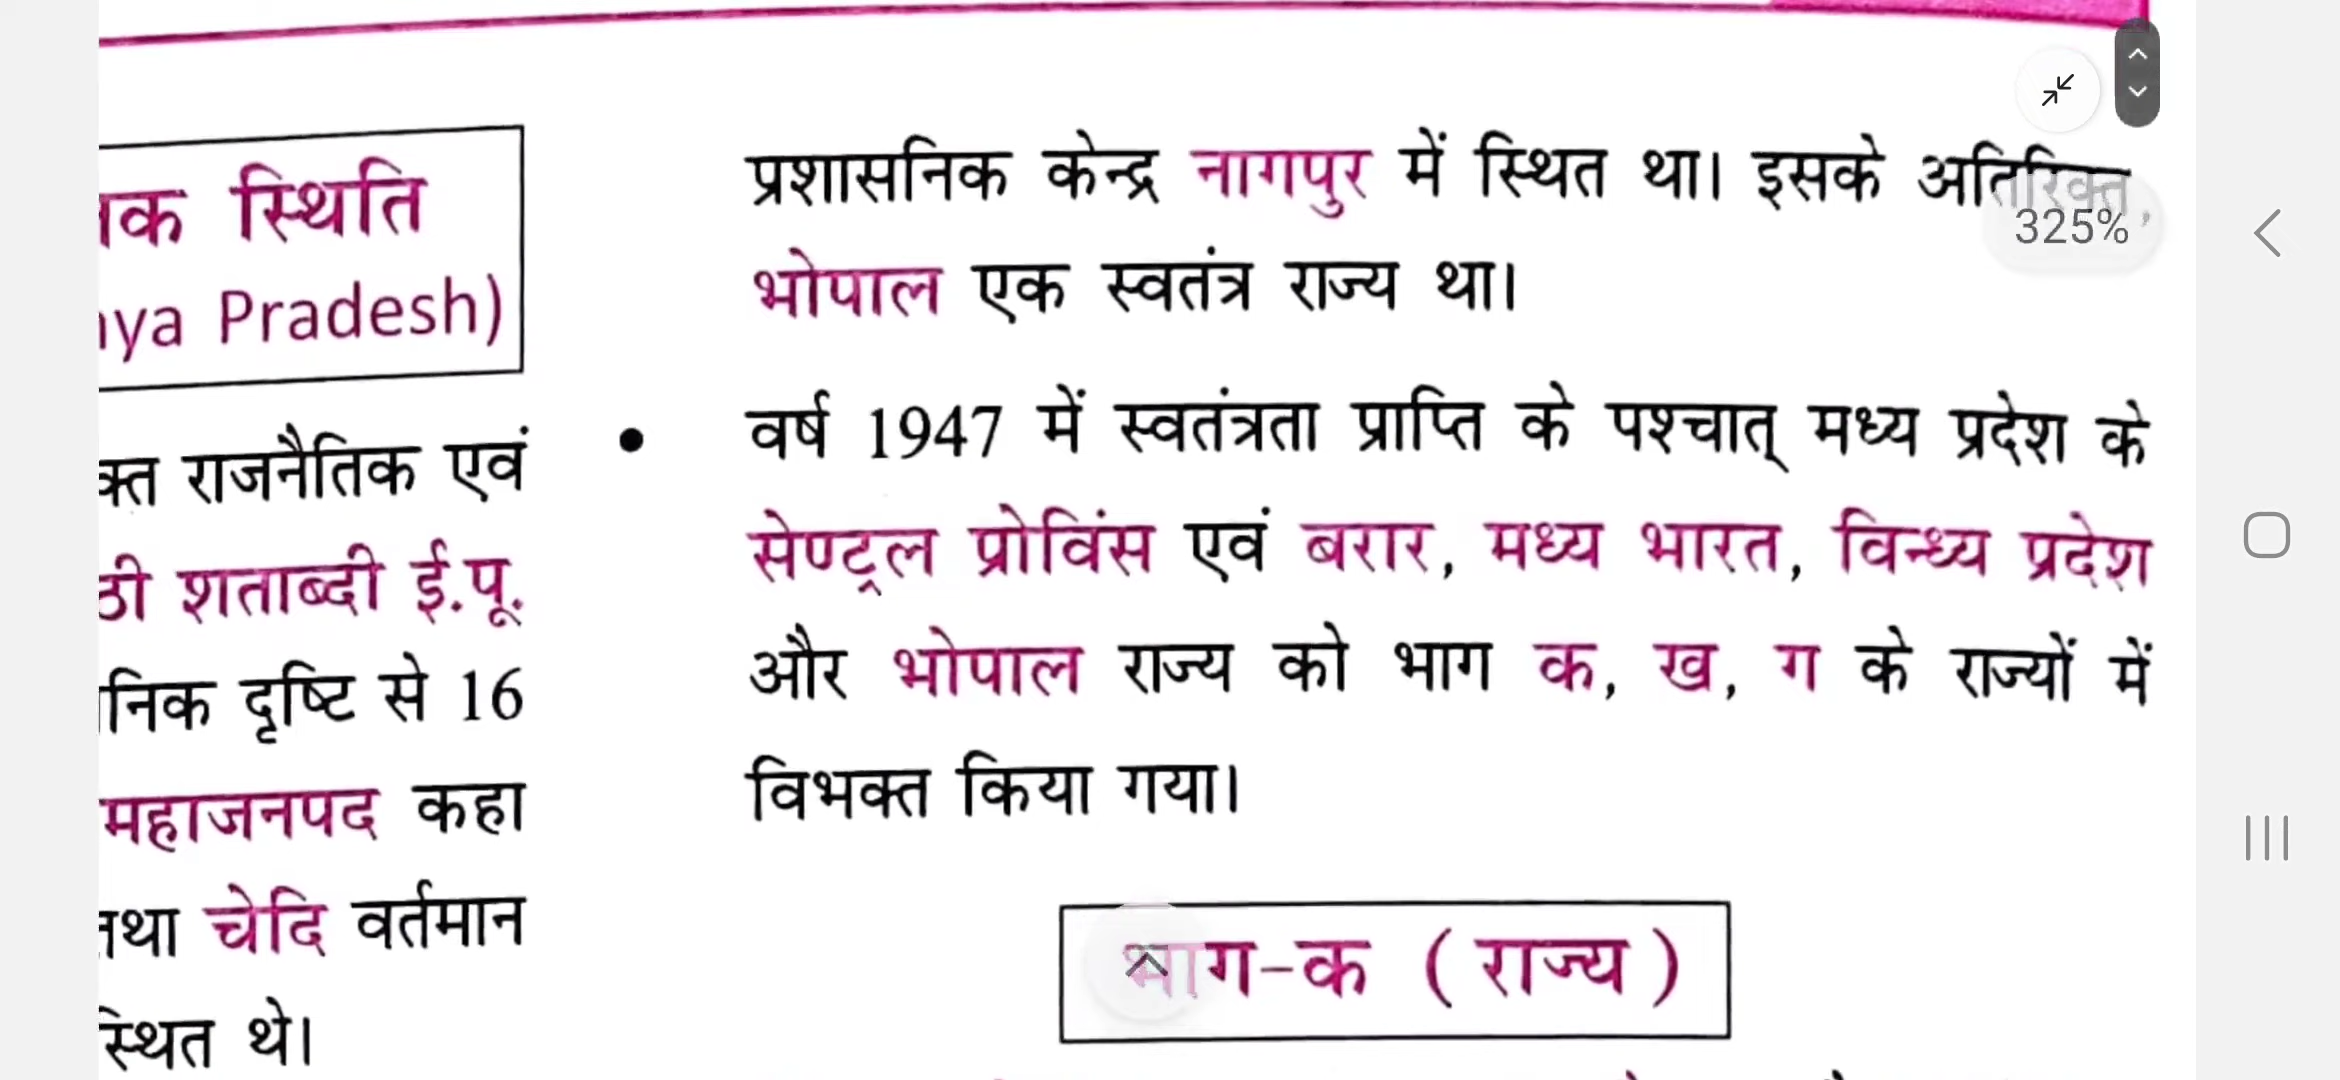 स्थिति
Pradesh)
राजनैतिक एवं
शताब्दी ई.पू.
दृष्टि से 16
महाजनपद कहा
चेदि वर्तमान
थे।
प्रशासनिक केन्द्र नागपुर में स्थित था। इसके अतिरिक्त,
325%
भोपाल एक स्वतंत्र राज्य था।
• वर्ष 1947 में स्वतंत्रता प्राप्ति के पश्चात् मध्य प्रदेश के
सेण्ट्रल प्रोविंस एवं बरार, मध्य भारत, विन्ध्य प्रदेश
और भोपाल राज्य को भाग क, ख, ग के राज्यों में
विभक्त किया गया।
भाग-क ( राज्य )